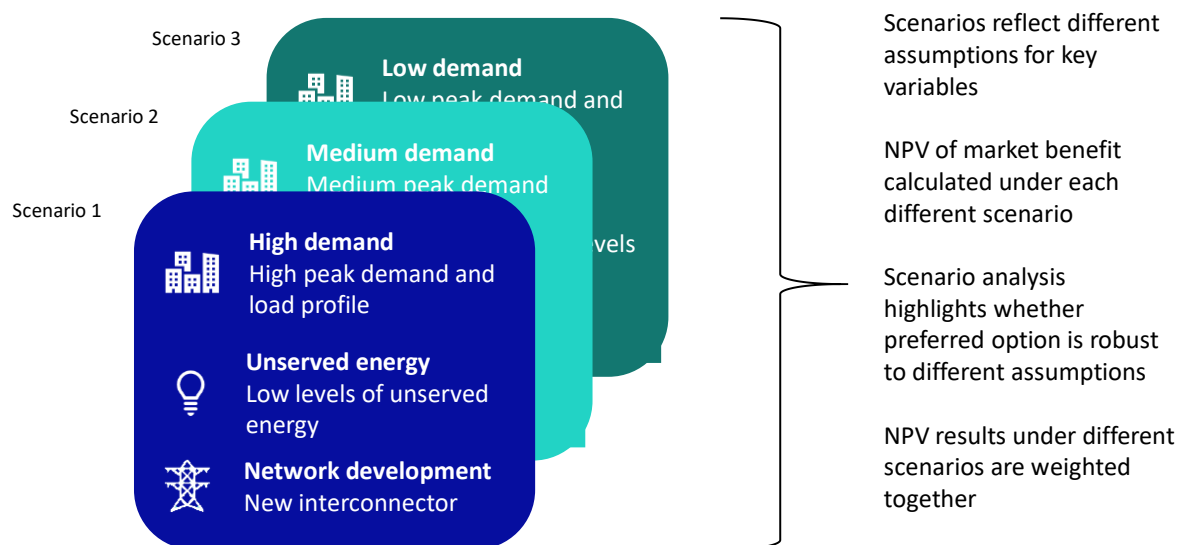 Scenario 3
Low demand
Low peak demand and
Scenario 2
Medium demand
Medium peak demand
Scenario 1
High demand
High peak demand and
load profile
Unserved energy
Low levels of unserved
energy
Network development
New interconnector
Scenarios reflect different
assumptions for key
variables
NPV of market benefit
calculated under each
different scenario
Scenario analysis
highlights whether
preferred option is robust
to different assumptions
NPV results under different
scenarios are weighted
together